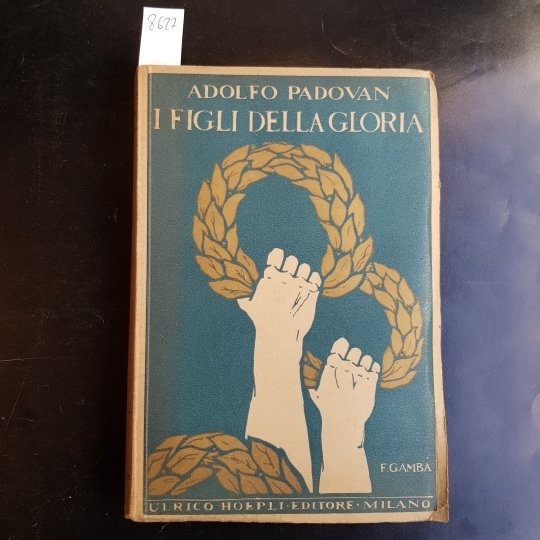 8627
ADOLFO PADOVAN
I FIGLI DELLA GLORIA
F. GAMBA
ULRICO HOEPLI · EDITORE · MILANO